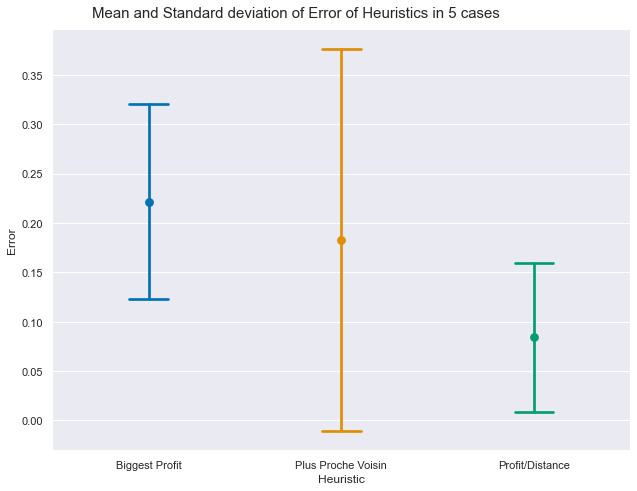 Mean and Standard deviation of Error of Heuristics in 5 cases
0.35
0.30
0.25
0.20
0.15
0.10
0.05
0.00
Error
Biggest Profit
Plus Proche Voisin
Profit/Distance
Heuristic